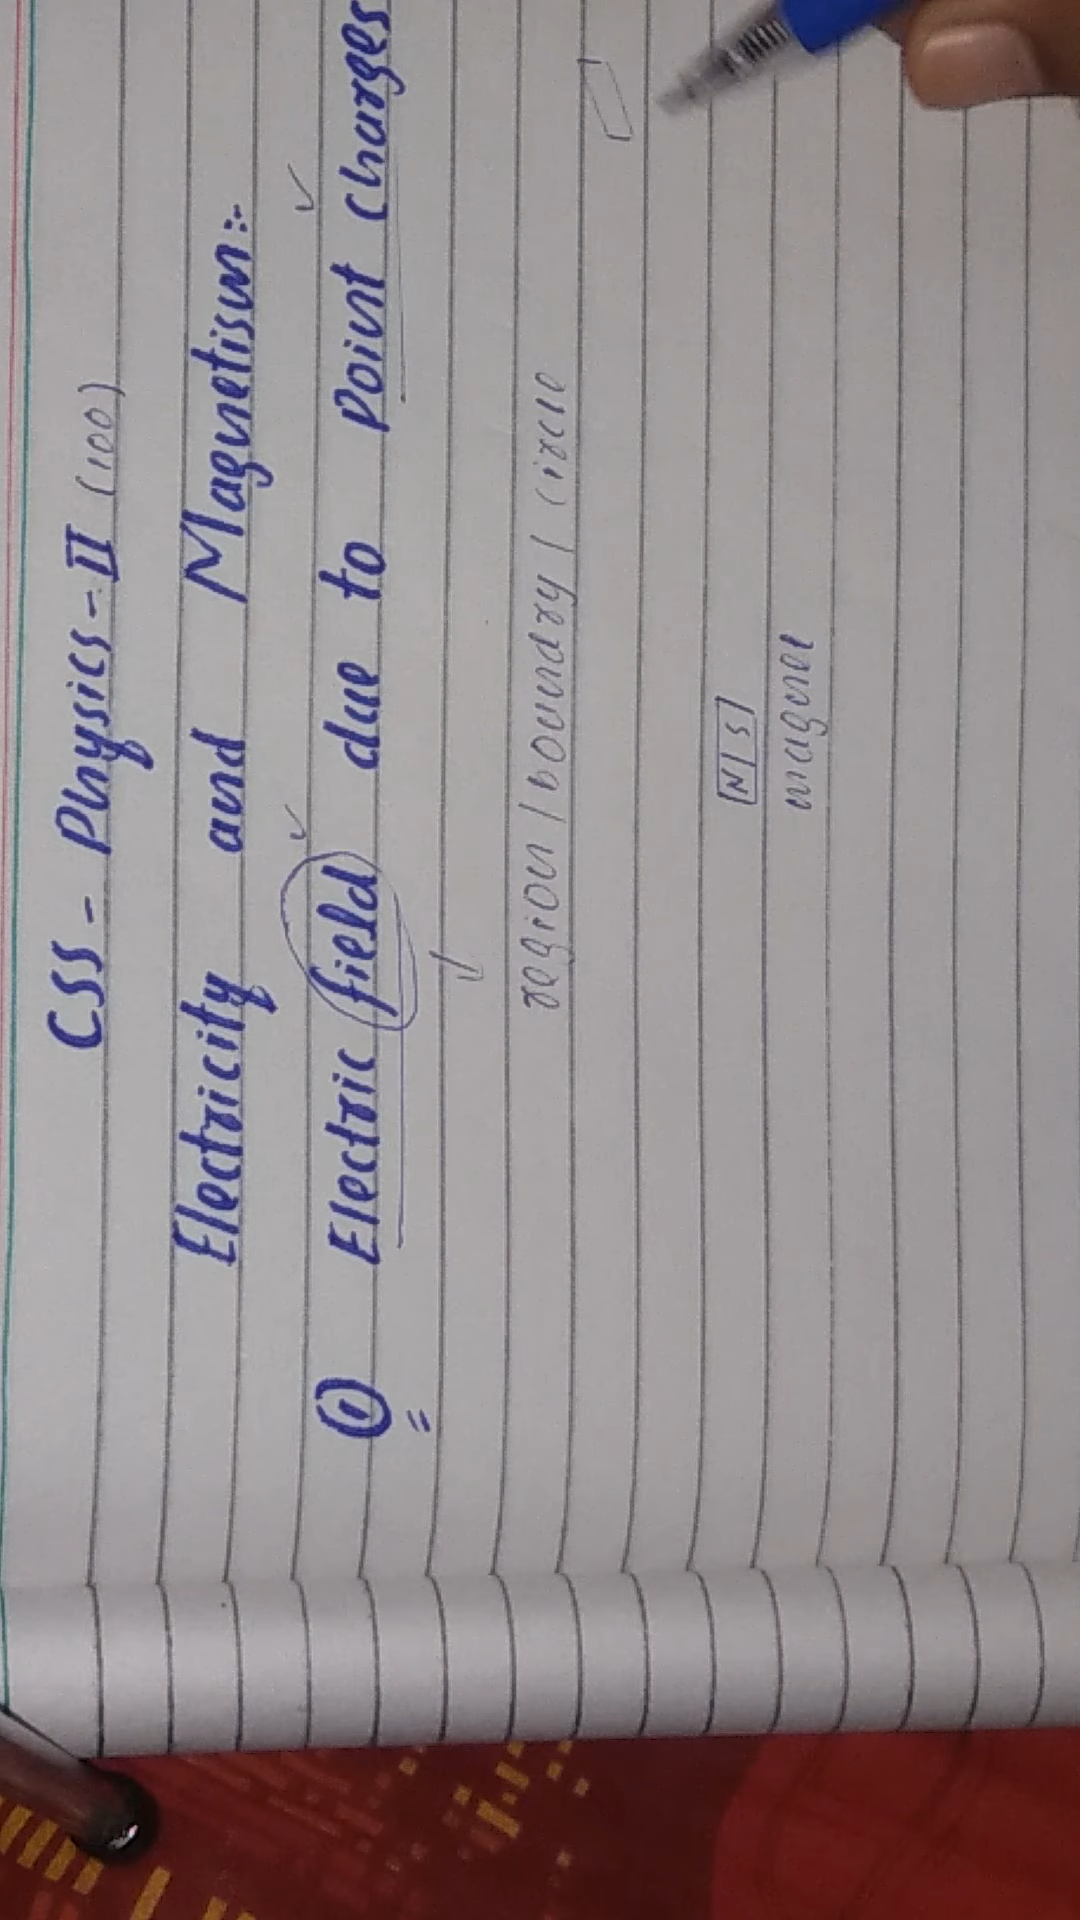 CSS - Physics - II (100)
Electricity and Magnetism:-
① Electric field due to Point Charges
region / boundary / circle
N S
magnet